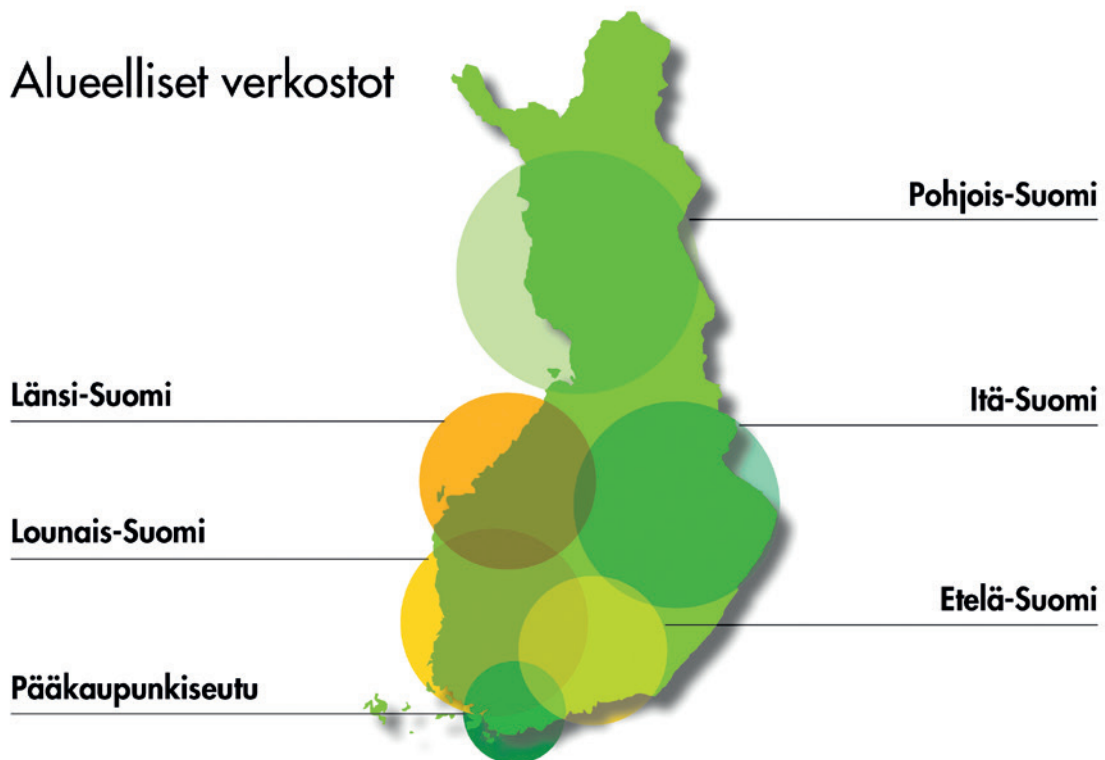 Alueelliset verkostot
Pohjois-Suomi
Länsi-Suomi
Itä-Suomi
Lounais-Suomi
Etelä-Suomi
Pääkaupunkiseutu